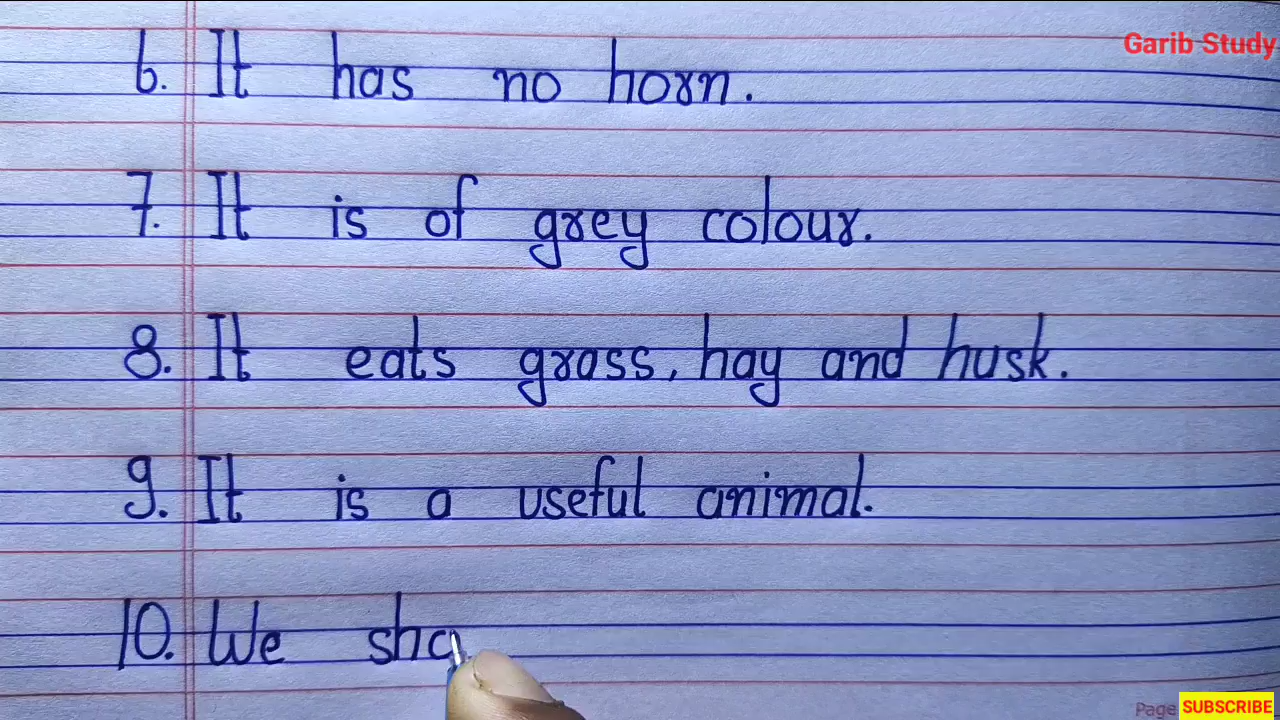 Garib Study
6. It has no horn.
7. It is of grey colour.
8. It eats grass, hay and husk.
9. It is a useful animal.
10. We sho
Page
SUBSCRIBE